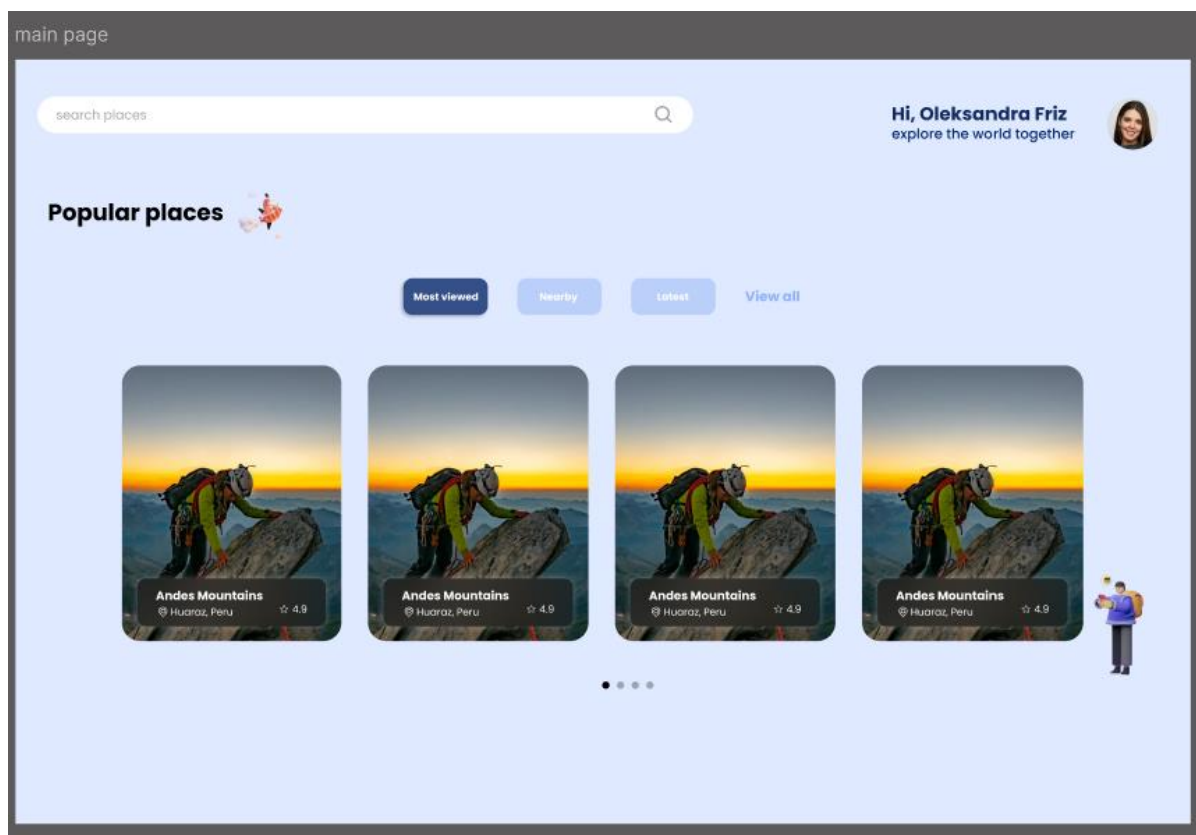 main page
search places
Hi, Oleksandra Friz
explore the world together
Popular places
Most viewed
Nearby
Latest
View all
Andes Mountains
Huaraz, Peru
4.9
Andes Mountains
Huaraz, Peru
4.9
Andes Mountains
Huaraz, Peru
4.9
Andes Mountains
Huaraz, Peru
4.9